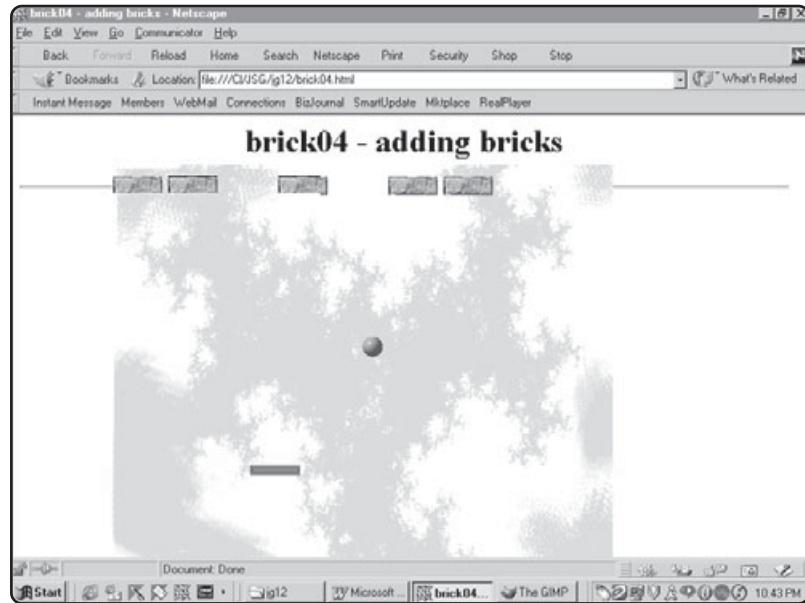 brick04 - adding bricks - Netscape
File Edit View Go Communicator Help
Back Forward Reload Home Search Netscape Print Security Shop Stop
Bookmarks Location: file:///C|/JSG/jg12/brick04.html What's Related
Instant Message Members WebMail Connections BizJournal SmartUpdate Mktplace RealPlayer
brick04 - adding bricks
Document: Done
Start jg12 Microsoft ... brick04... The GIMP 10:43 PM